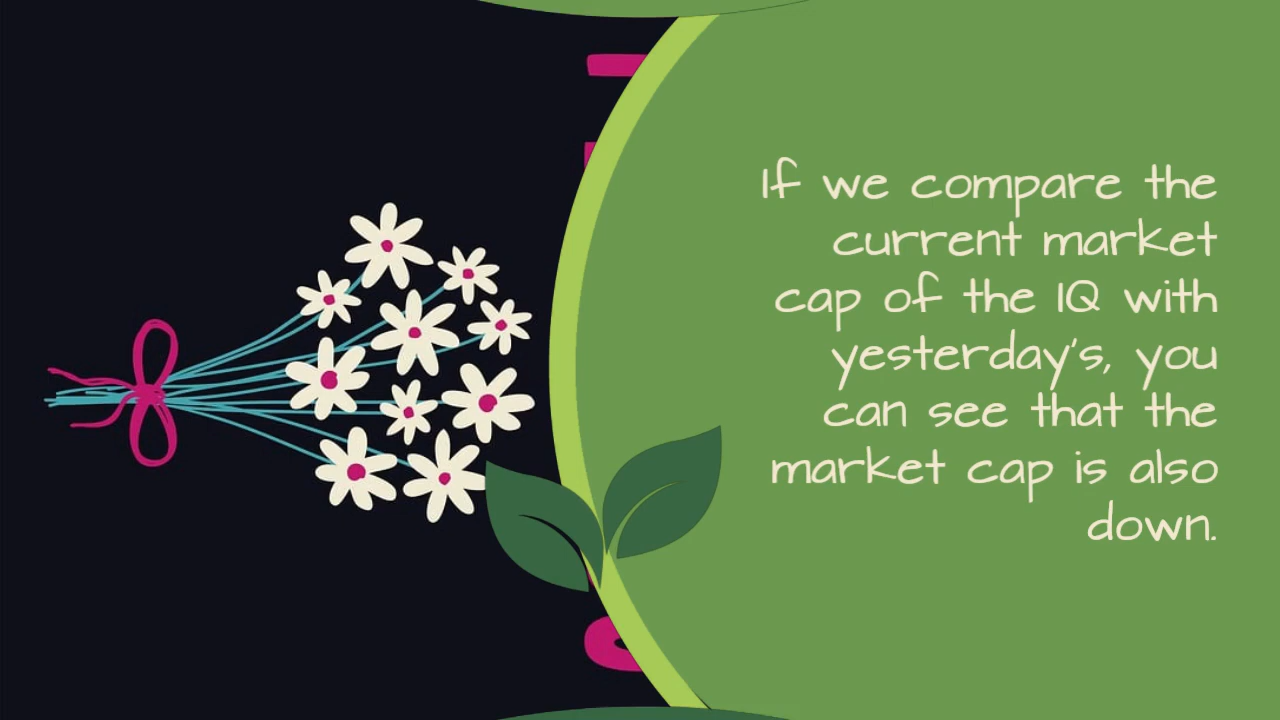 If we compare the
current market
cap of the IQ with
yesterday's, you
can see that the
market cap is also
down.